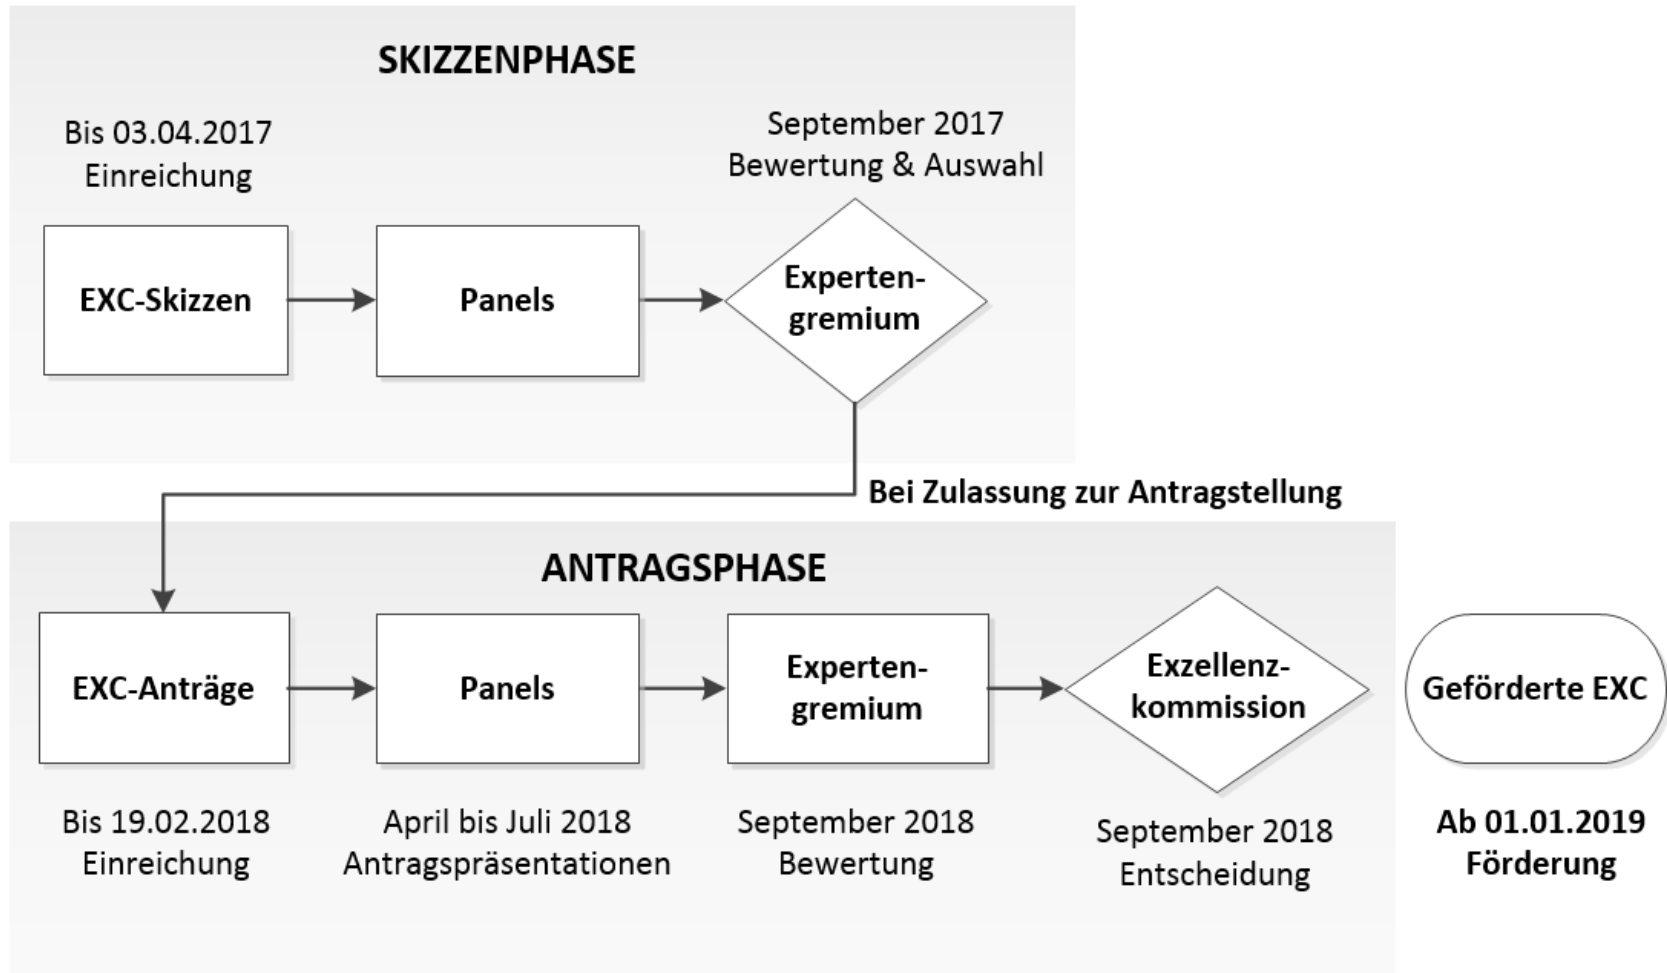 SKIZZENPHASE
Bis 03.04.2017
Einreichung
September 2017
Bewertung & Auswahl
EXC-Skizzen
Panels
Experten-
gremium
Bei Zulassung zur Antragstellung
ANTRAGSPHASE
EXC-Anträge
Panels
Experten-
gremium
Exzellenz-
kommission
Geförderte EXC
Bis 19.02.2018
Einreichung
April bis Juli 2018
Antragspräsentationen
September 2018
Bewertung
September 2018
Entscheidung
Ab 01.01.2019
Förderung